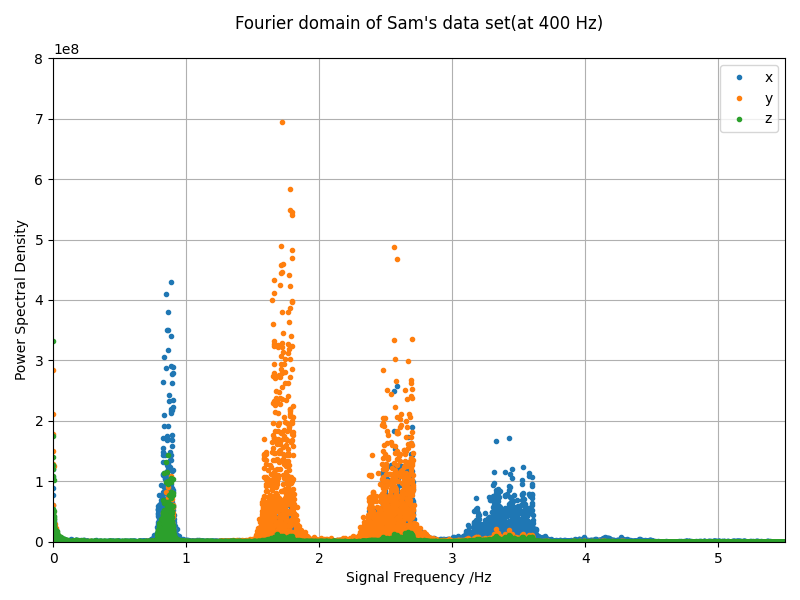 Fourier domain of Sam's data set(at 400 Hz)
1e8
8
7
6
5
4
3
2
1
0
Power Spectral Density
x
y
z
0 1 2 3 4 5
Signal Frequency /Hz